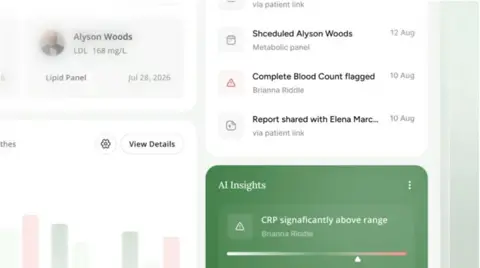 via patient link
Alyson Woods
LDL 168 mg/L
Lipid Panel
Jul 28, 2026
Shceduled Alyson Woods
12 Aug
Metabolic panel
Complete Blood Count flagged
10 Aug
Brianna Riddle
Report shared with Elena Marc...
10 Aug
via patient link
thes
View Details
AI Insights
CRP signaficantly above range
Brianna Riddle